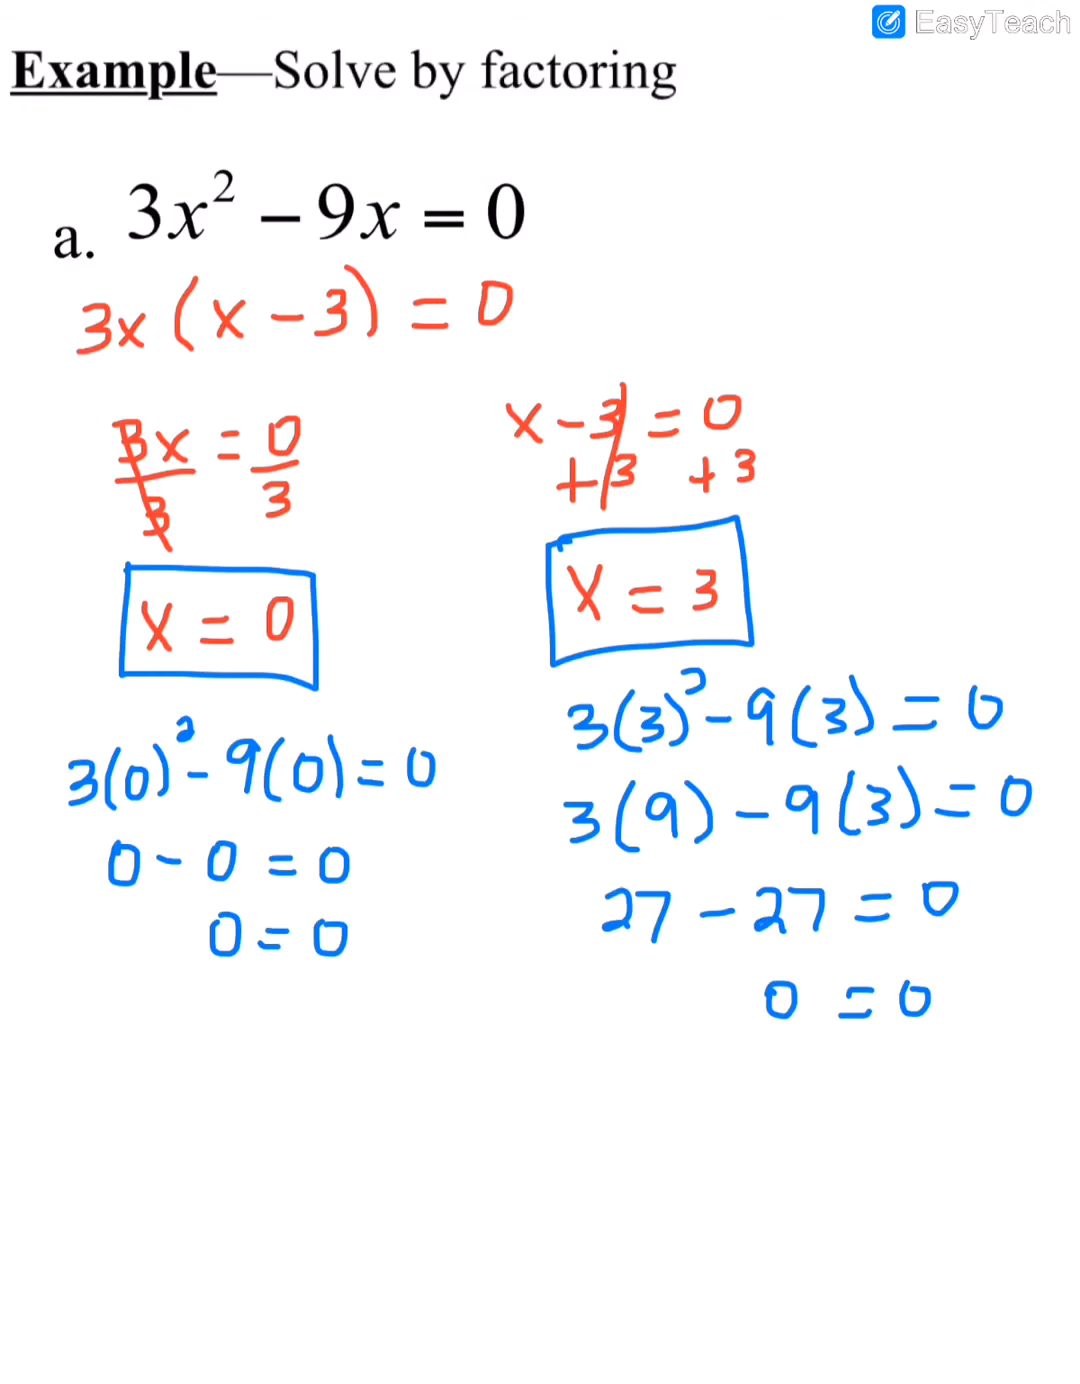 EasyTeach
Example—Solve by factoring
a. 3x² – 9x = 0
3x (x - 3) = 0
3x = 0
3 3
x = 0
3(0)² - 9(0) = 0
0 - 0 = 0
0 = 0
x - 3 = 0
+ 3 + 3
x = 3
3(3)² - 9(3) = 0
3(9) - 9(3) = 0
27 - 27 = 0
0 = 0